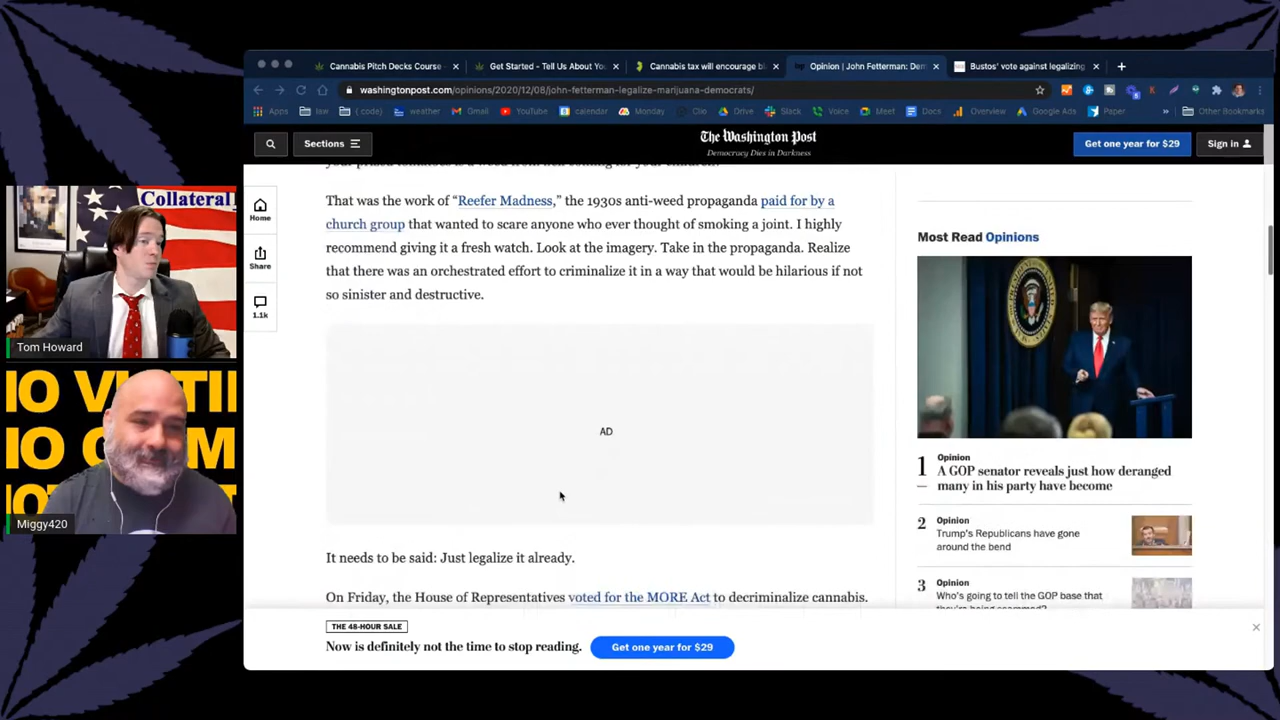 Cannabis Pitch Decks Course
Get Started - Tell Us About You
Cannabis tax will encourage bl
Opinion | John Fetterman: Dem
Bustos' vote against legalizing
washingtonpost.com/opinions/2020/12/08/john-fetterman-legalize-marijuana-democrats/
Apps law { code} weather Gmail YouTube calendar Monday Clio Drive Slack Voice Meet Docs Overview Google Ads Paper » Other Bookmarks
Sections
The Washington Post
Democracy Dies in Darkness
Get one year for $29
Sign in
Home
Share
1.1k
That was the work of “Reefer Madness,” the 1930s anti-weed propaganda paid for by a
church group that wanted to scare anyone who ever thought of smoking a joint. I highly
recommend giving it a fresh watch. Look at the imagery. Take in the propaganda. Realize
that there was an orchestrated effort to criminalize it in a way that would be hilarious if not
so sinister and destructive.
AD
It needs to be said: Just legalize it already.
On Friday, the House of Representatives voted for the MORE Act to decriminalize cannabis.
Most Read Opinions
1
Opinion
A GOP senator reveals just how deranged
many in his party have become
2
Opinion
Trump's Republicans have gone
around the bend
3
Opinion
Who's going to tell the GOP base that
they're being scammed?
THE 48-HOUR SALE
Now is definitely not the time to stop reading.
Get one year for $29
Collateral
Tom Howard
IO VICTI
Miggy420